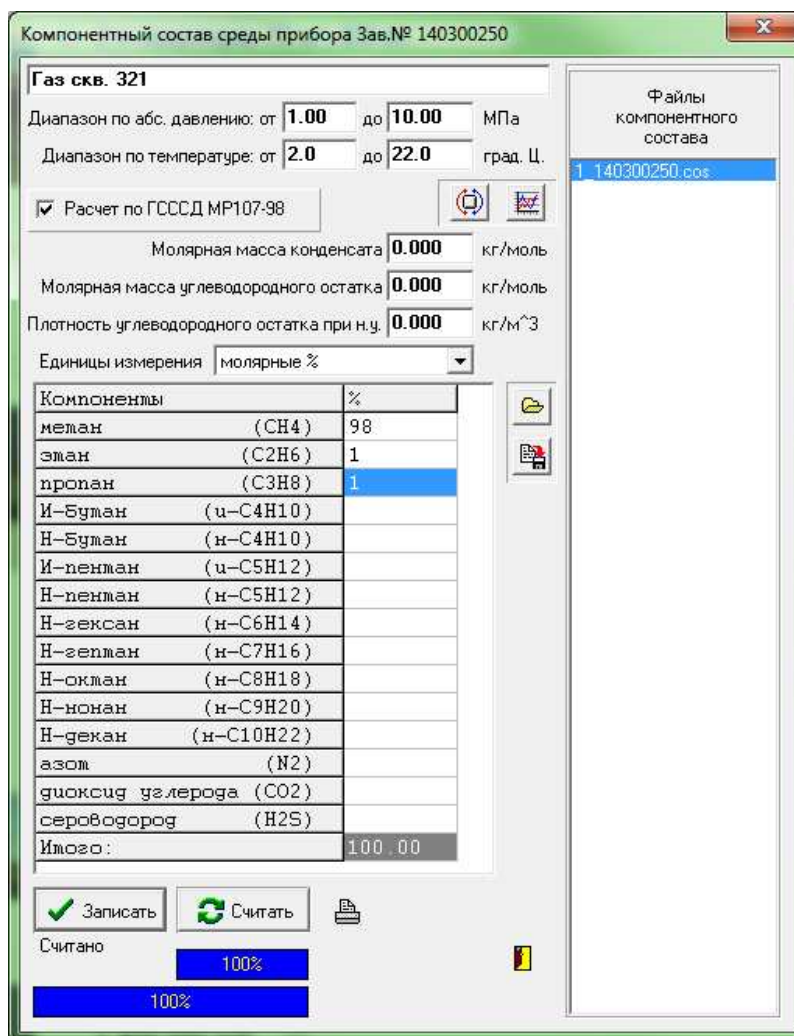 Компонентный состав среды прибора Зав.№ 140300250
Газ скв. 321
Диапазон по абс. давлению: от 1.00 до 10.00 МПа
Диапазон по температуре: от 2.0 до 22.0 град. Ц.
Расчет по ГСССД МР107-98
Молярная масса конденсата 0.000 кг/моль
Молярная масса углеводородного остатка 0.000 кг/моль
Плотность углеводородного остатка при н.у. 0.000 кг/м^3
Единицы измерения молярные %
Компоненты %
метан (CH4) 98
этан (C2H6) 1
пропан (C3H8) 1
И-Бутан (и-C4H10)
Н-Бутан (н-C4H10)
И-пентан (и-C5H12)
Н-пентан (н-C5H12)
Н-гексан (н-C6H14)
Н-гептан (н-C7H16)
Н-октан (н-C8H18)
Н-нонан (н-C9H20)
Н-декан (н-C10H22)
азот (N2)
диоксид углерода (CO2)
сероводород (H2S)
Итого: 100.00
Записать Считать
Считано
100%
100%
Файлы
компонентного
состава
1_140300250.cos